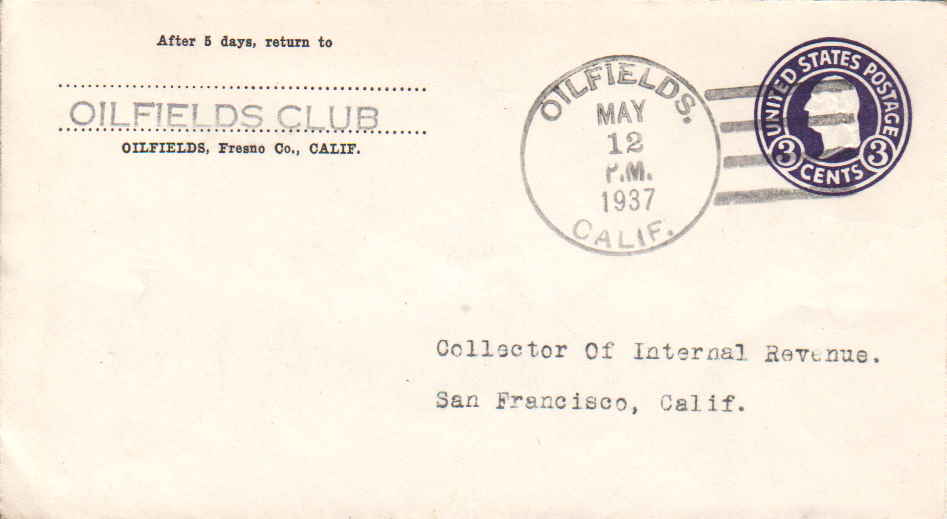 After 5 days, return to
OILFIELDS CLUB
OILFIELDS, Fresno Co., CALIF.
OILFIELDS.
MAY
12
P.M.
1937
CALIF.
UNITED STATES POSTAGE
3 CENTS 3
Collector Of Internal Revenue.
San Francisco, Calif.